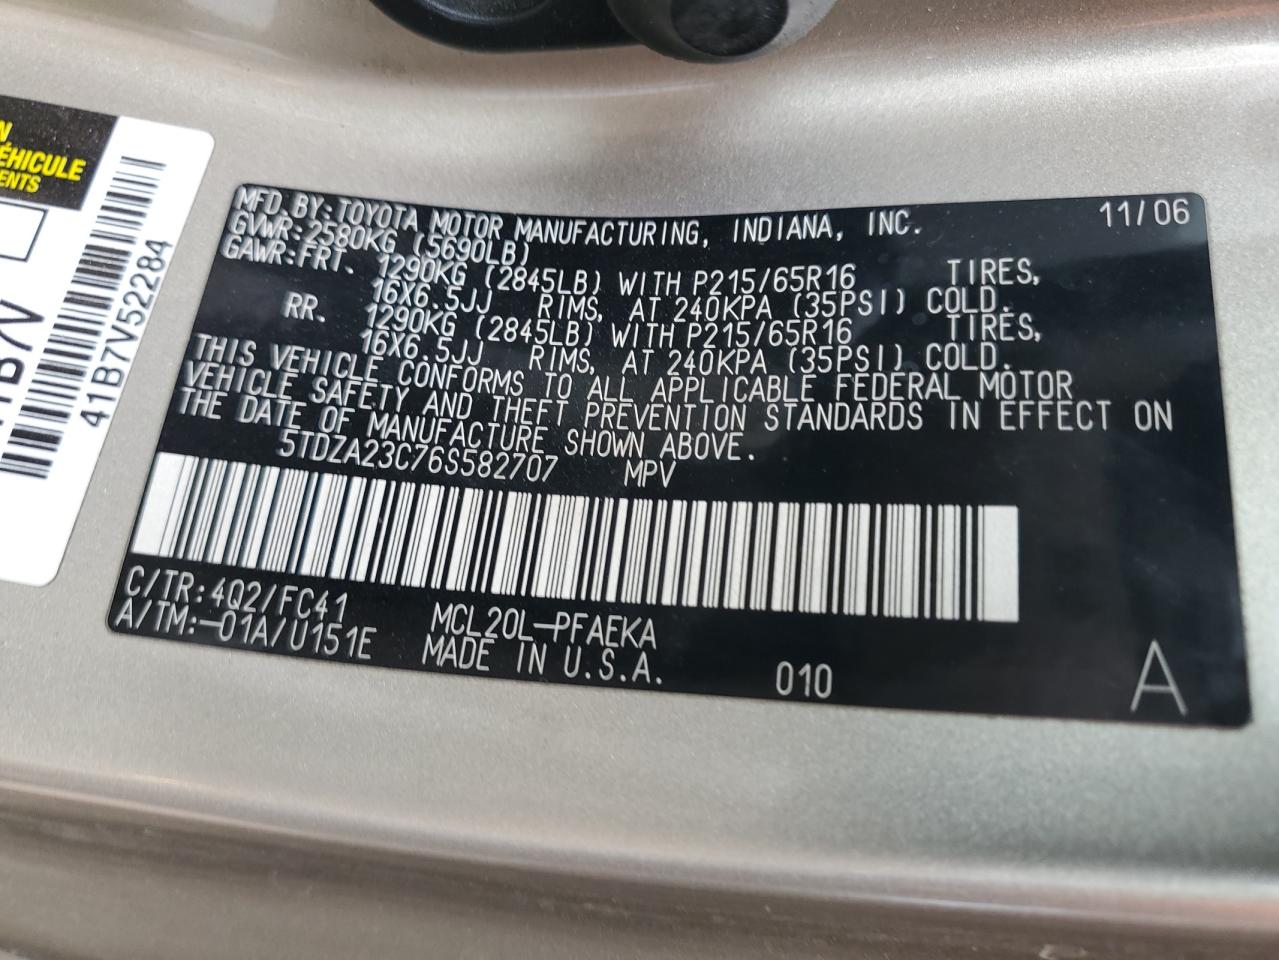 N
ÉHICULE
ENTS
41B7V52284
MFD.BY:TOYOTA MOTOR MANUFACTURING, INDIANA, INC. 11/06
GVWR:2580KG (5690LB)
GAWR:FRT. 1290KG (2845LB) WITH P215/65R16 TIRES,
16X6.5JJ RIMS, AT 240KPA (35PSI) COLD.
RR. 1290KG (2845LB) WITH P215/65R16 TIRES,
16X6.5JJ RIMS, AT 240KPA (35PSI) COLD.
THIS VEHICLE CONFORMS TO ALL APPLICABLE FEDERAL MOTOR
VEHICLE SAFETY AND THEFT PREVENTION STANDARDS IN EFFECT ON
THE DATE OF MANUFACTURE SHOWN ABOVE.
5TDZA23C76S582707 MPV
C/TR:4Q2/FC41 MCL20L-PFAEKA
A/TM:-01A/U151E MADE IN U.S.A. 010 A